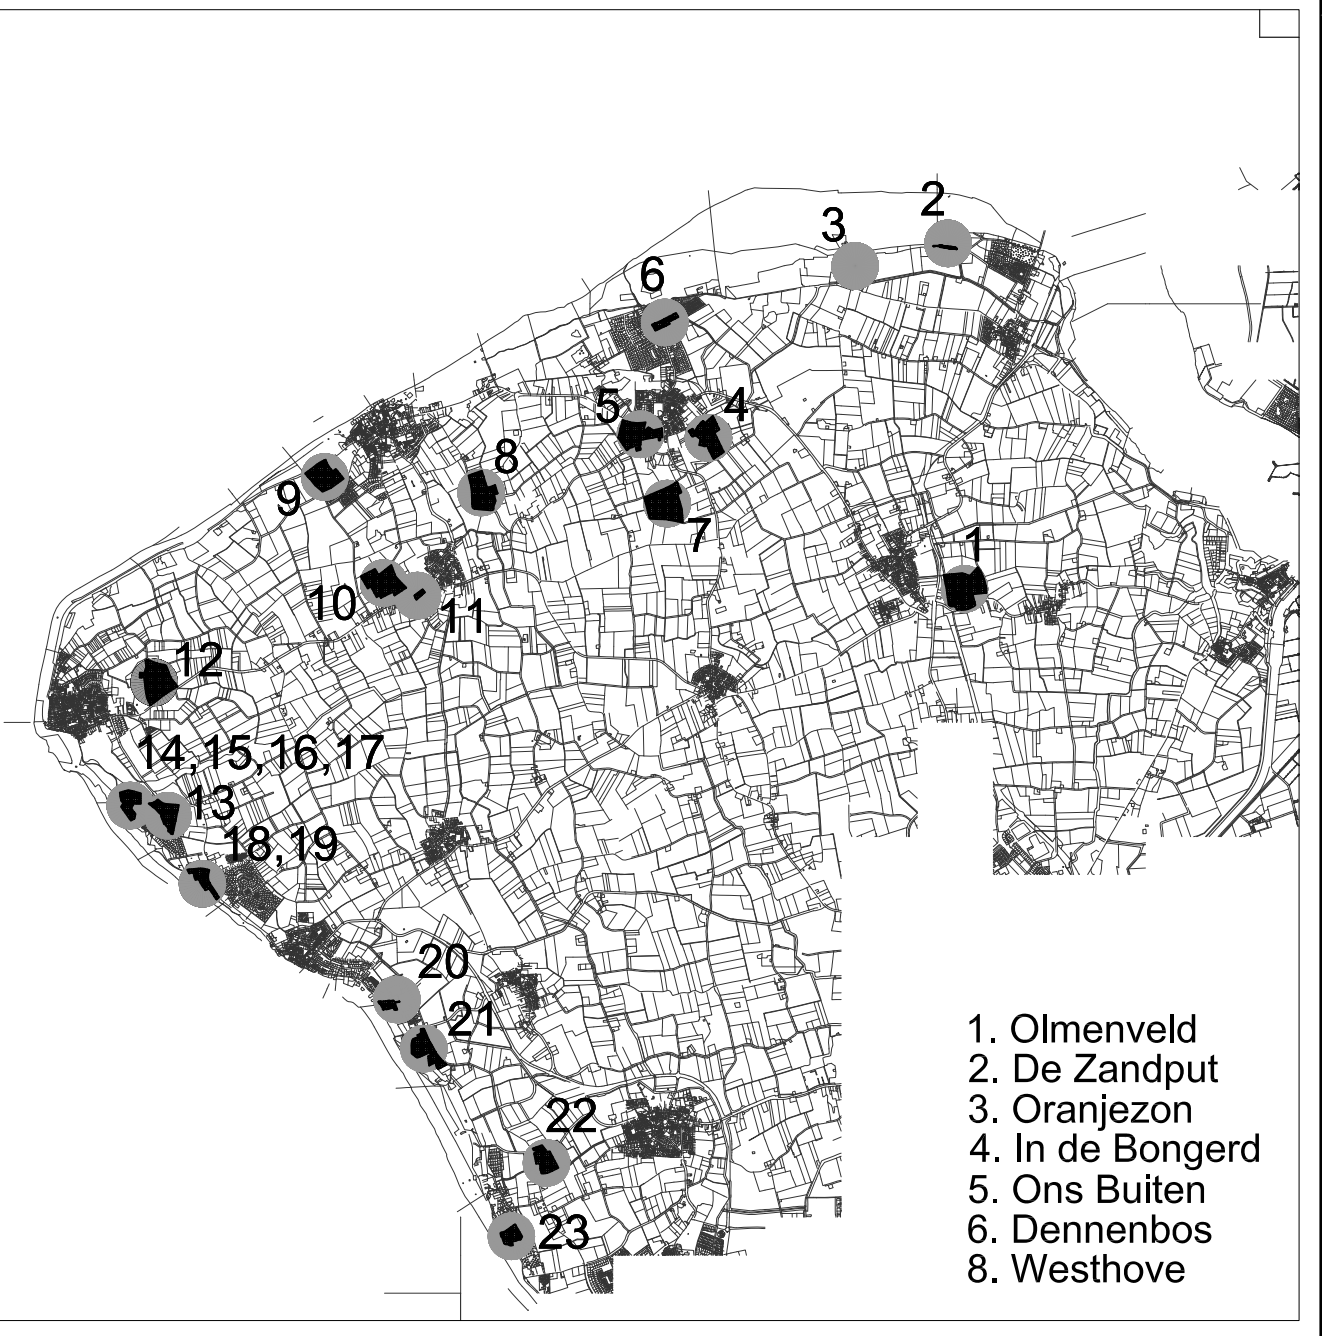 2
3
6
5
4
8
9
7
1
10
11
12
14,15,16,17
13
18,19
20
21
22
23
1. Olmenveld
2. De Zandput
3. Oranjezon
4. In de Bongerd
5. Ons Buiten
6. Dennenbos
8. Westhove